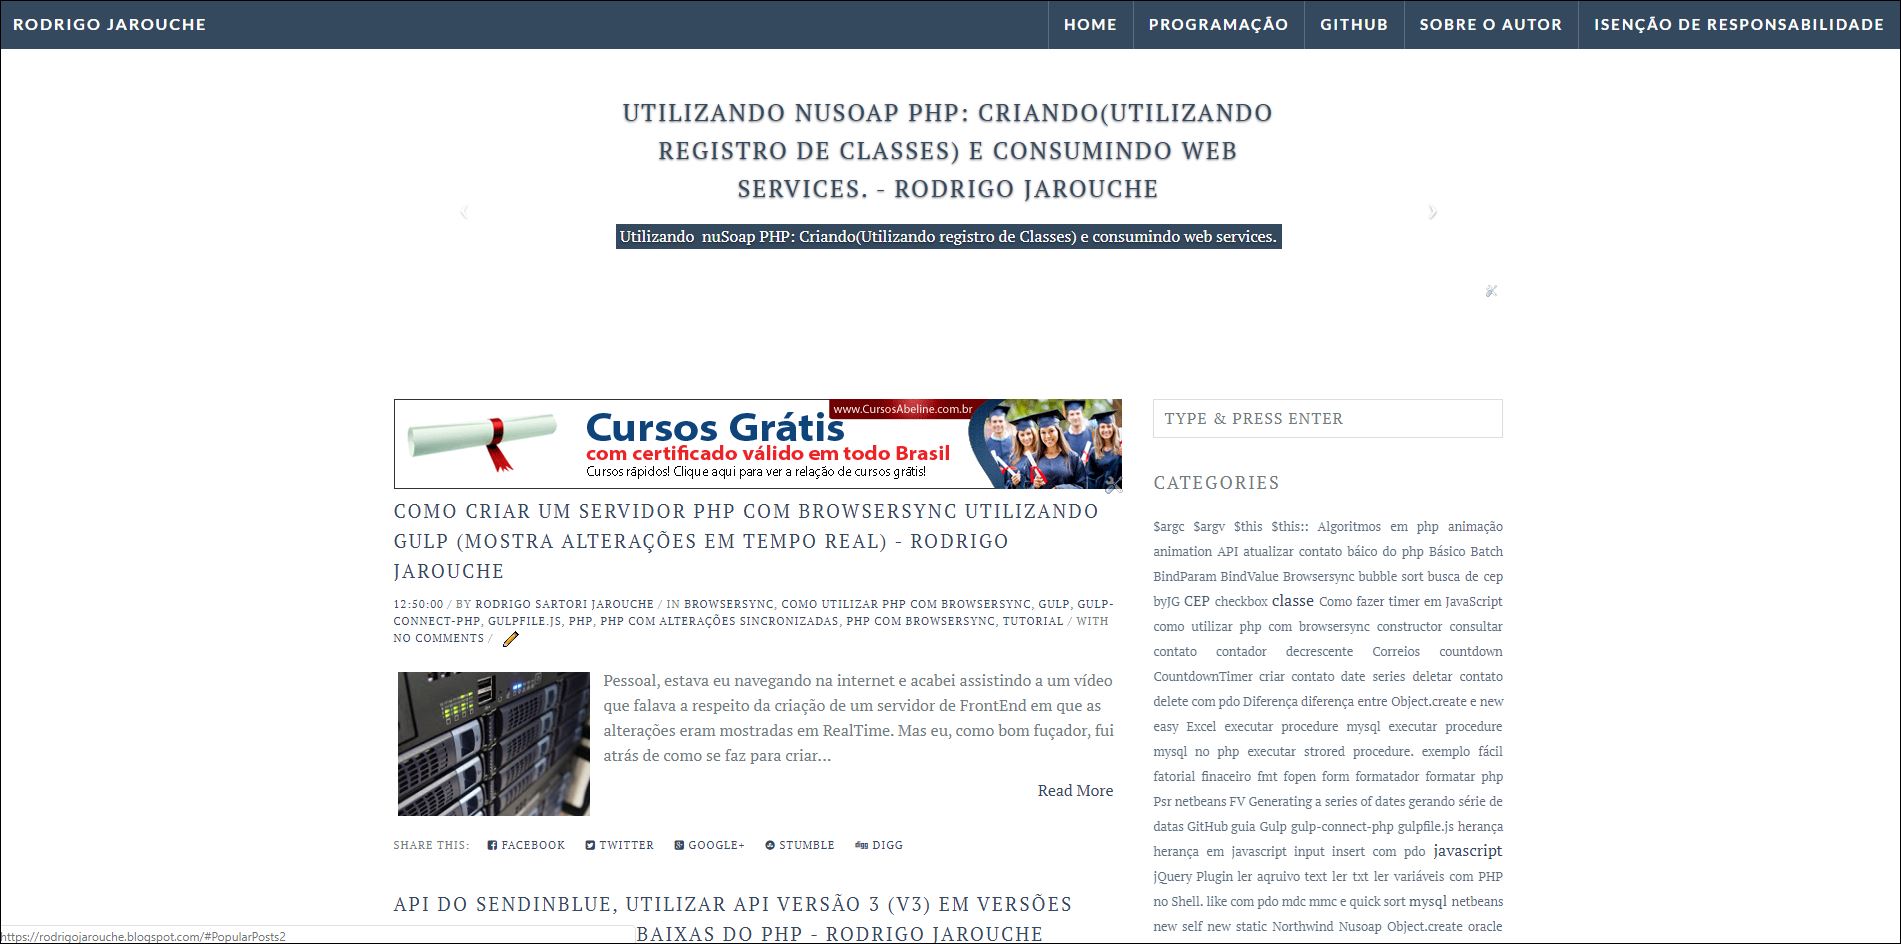 RODRIGO JAROUCHE
HOME PROGRAMAÇÃO GITHUB SOBRE O AUTOR ISENÇÃO DE RESPONSABILIDADE
UTILIZANDO NUSOAP PHP: CRIANDO(UTILIZANDO
REGISTRO DE CLASSES) E CONSUMINDO WEB
SERVICES. - RODRIGO JAROUCHE
Utilizando nuSoap PHP: Criando(Utilizando registro de Classes) e consumindo web services.
www.CursosAbeline.com.br
Cursos Grátis
com certificado válido em todo Brasil
Cursos rápidos! Clique aqui para ver a relação de cursos grátis!
COMO CRIAR UM SERVIDOR PHP COM BROWSERSYNC UTILIZANDO
GULP (MOSTRA ALTERAÇÕES EM TEMPO REAL) - RODRIGO
JAROUCHE
12:50:00 / BY RODRIGO SARTORI JAROUCHE / IN BROWSERSYNC, COMO UTILIZAR PHP COM BROWSERSYNC, GULP, GULP-
CONNECT-PHP, GULPFILE.JS, PHP, PHP COM ALTERAÇÕES SINCRONIZADAS, PHP COM BROWSERSYNC, TUTORIAL / WITH
NO COMMENTS /
Pessoal, estava eu navegando na internet e acabei assistindo a um vídeo
que falava a respeito da criação de um servidor de FrontEnd em que as
alterações eram mostradas em RealTime. Mas eu, como bom fuçador, fui
atrás de como se faz para criar...
Read More
SHARE THIS: FACEBOOK TWITTER GOOGLE+ STUMBLE DIGG
API DO SENDINBLUE, UTILIZAR API VERSÃO 3 (V3) EM VERSÕES
BAIXAS DO PHP - RODRIGO JAROUCHE
TYPE & PRESS ENTER
CATEGORIES
$argc $argv $this $this:: Algoritmos em php animação
animation API atualizar contato báico do php Básico Batch
BindParam BindValue Browsersync bubble sort busca de cep
byJG CEP checkbox classe Como fazer timer em JavaScript
como utilizar php com browsersync constructor consultar
contato contador decrescente Correios countdown
CountdownTimer criar contato date series deletar contato
delete com pdo Diferença diferença entre Object.create e new
easy Excel executar procedure mysql executar procedure
mysql no php executar strored procedure. exemplo fácil
fatorial finaceiro fmt fopen form formatador formatar php
Psr netbeans FV Generating a series of dates gerando série de
datas GitHub guia Gulp gulp-connect-php gulpfile.js herança
herança em javascript input insert com pdo javascript
jQuery Plugin ler aqruivo text ler txt ler variáveis com PHP
no Shell. like com pdo mdc mmc e quick sort mysql netbeans
new self new static Northwind Nusoap Object.create oracle
https://rodrigojarouche.blogspot.com/#PopularPosts2